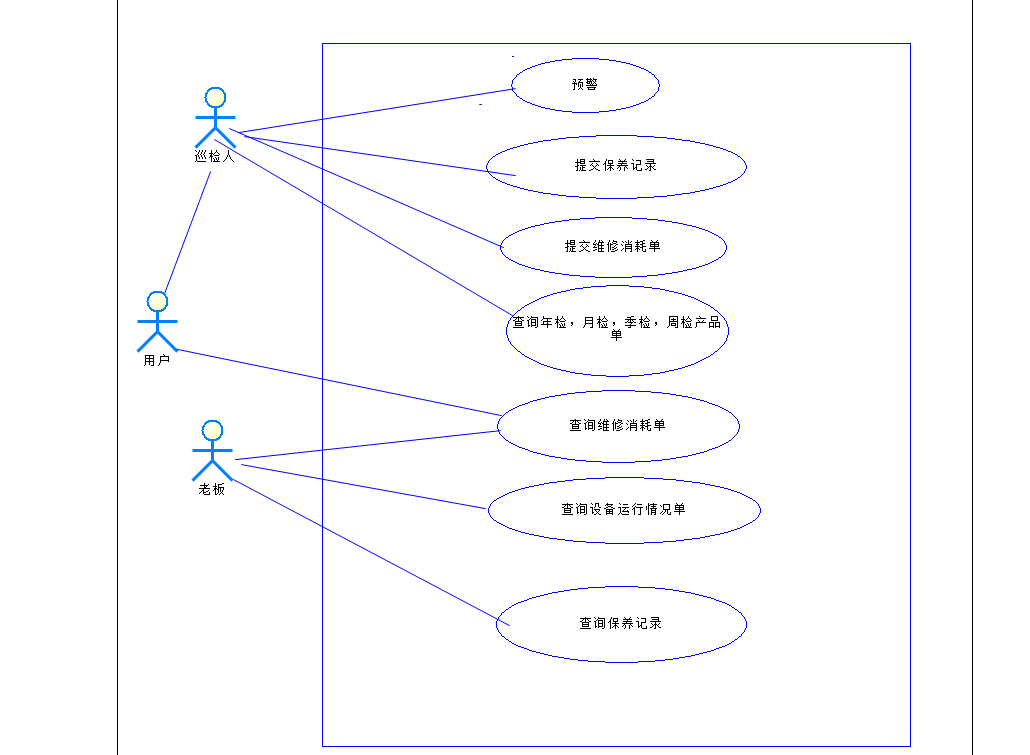 预警
巡检人
提交保养记录
提交维修消耗单
查询年检，月检，季检，周检产品
单
用户
查询维修消耗单
老板
查询设备运行情况单
查询保养记录